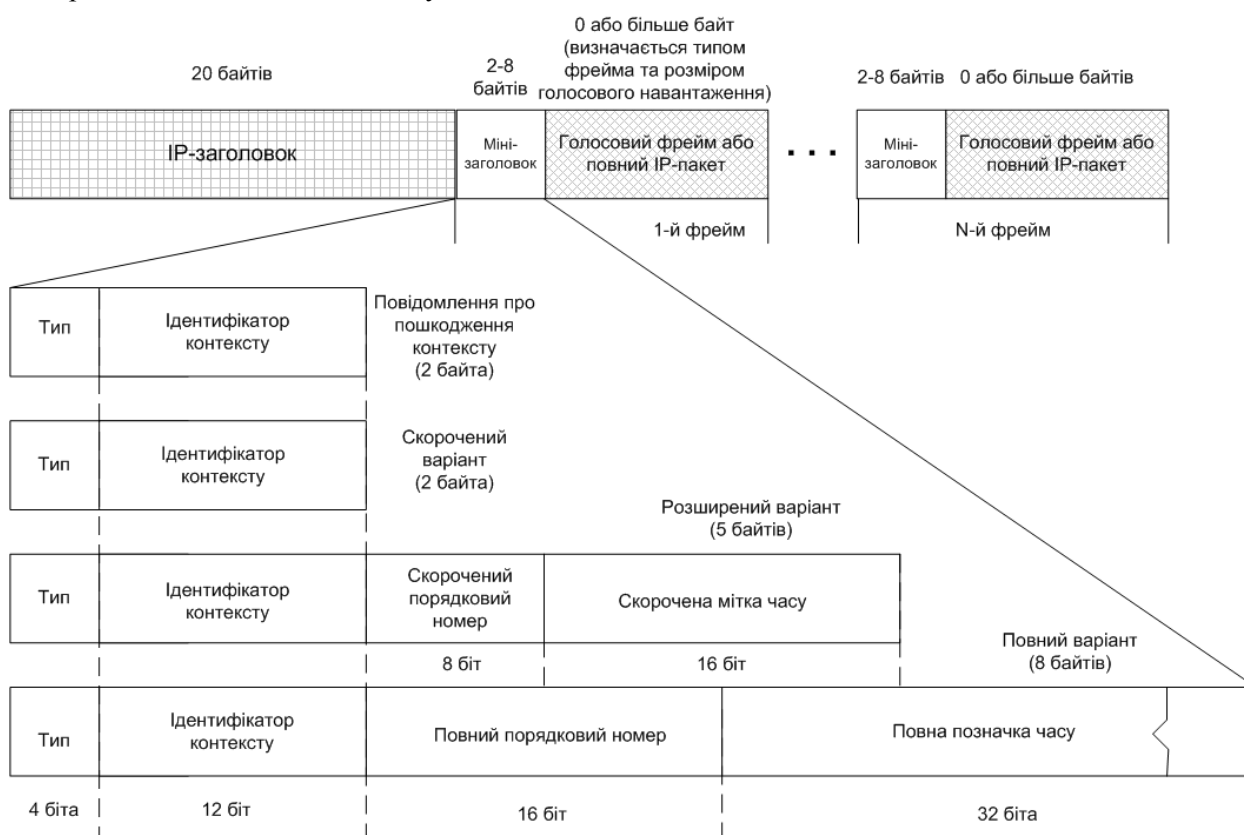 0 або більше байт
(визначається типом
фрейма та розміром
голосового навантаження)
20 байтів
2-8
байтів
2-8 байтів
0 або більше байтів
IP-заголовок
Міні-
заголовок
Голосовий фрейм або
повний IP-пакет
. . .
Міні-
заголовок
Голосовий фрейм або
повний IP-пакет
1-й фрейм
N-й фрейм
Тип
Ідентифікатор
контексту
Повідомлення про
пошкодження
контексту
(2 байта)
Тип
Ідентифікатор
контексту
Скорочений
варіант
(2 байта)
Розширений варіант
(5 байтів)
Тип
Ідентифікатор
контексту
Скорочений
порядковий
номер
Скорочена мітка часу
8 біт
16 біт
Повний варіант
(8 байтів)
Тип
Ідентифікатор
контексту
Повний порядковий номер
Повна позначка часу
4 біта
12 біт
16 біт
32 біта